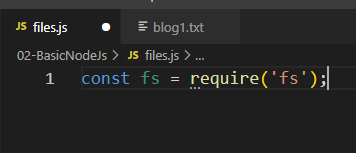 JS files.js ● blog1.txt
02-BasicNodeJs > JS files.js > ...
1 const fs = require('fs');